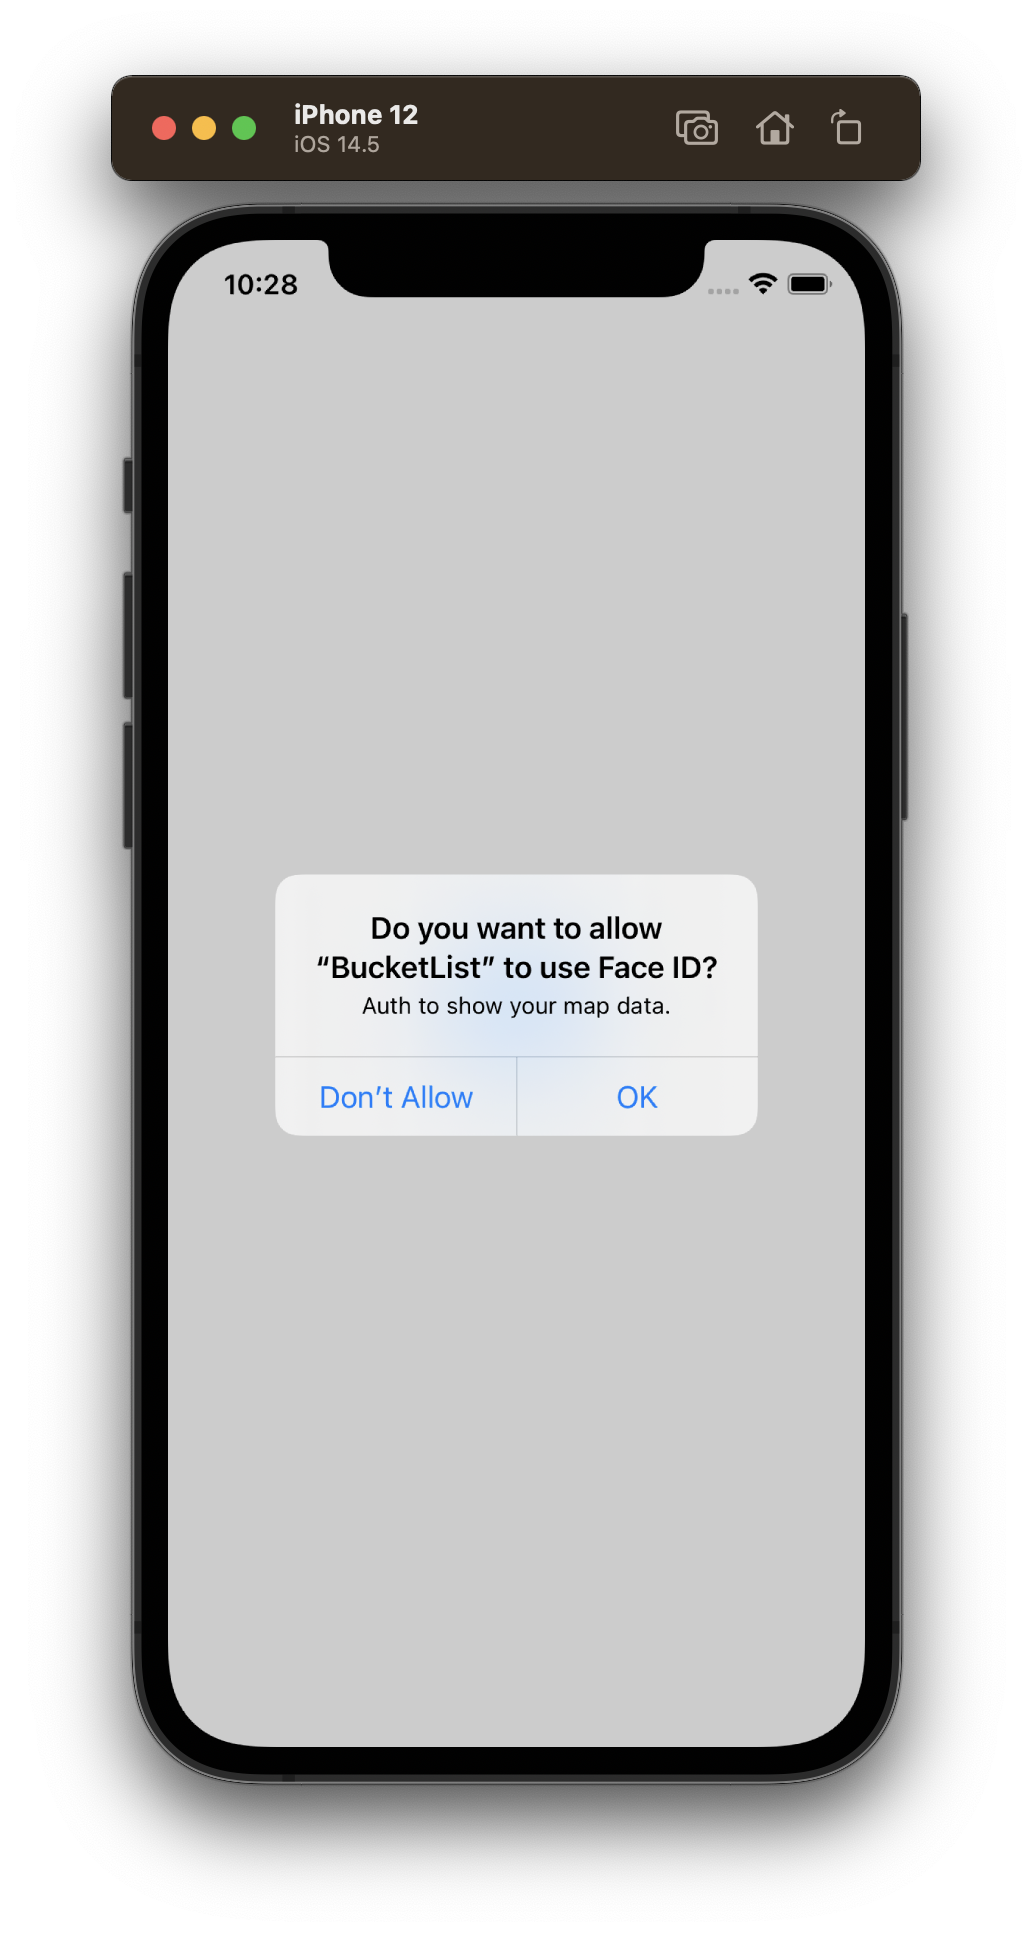 iPhone 12
iOS 14.5
10:28
Do you want to allow
“BucketList” to use Face ID?
Auth to show your map data.
Don’t Allow
OK